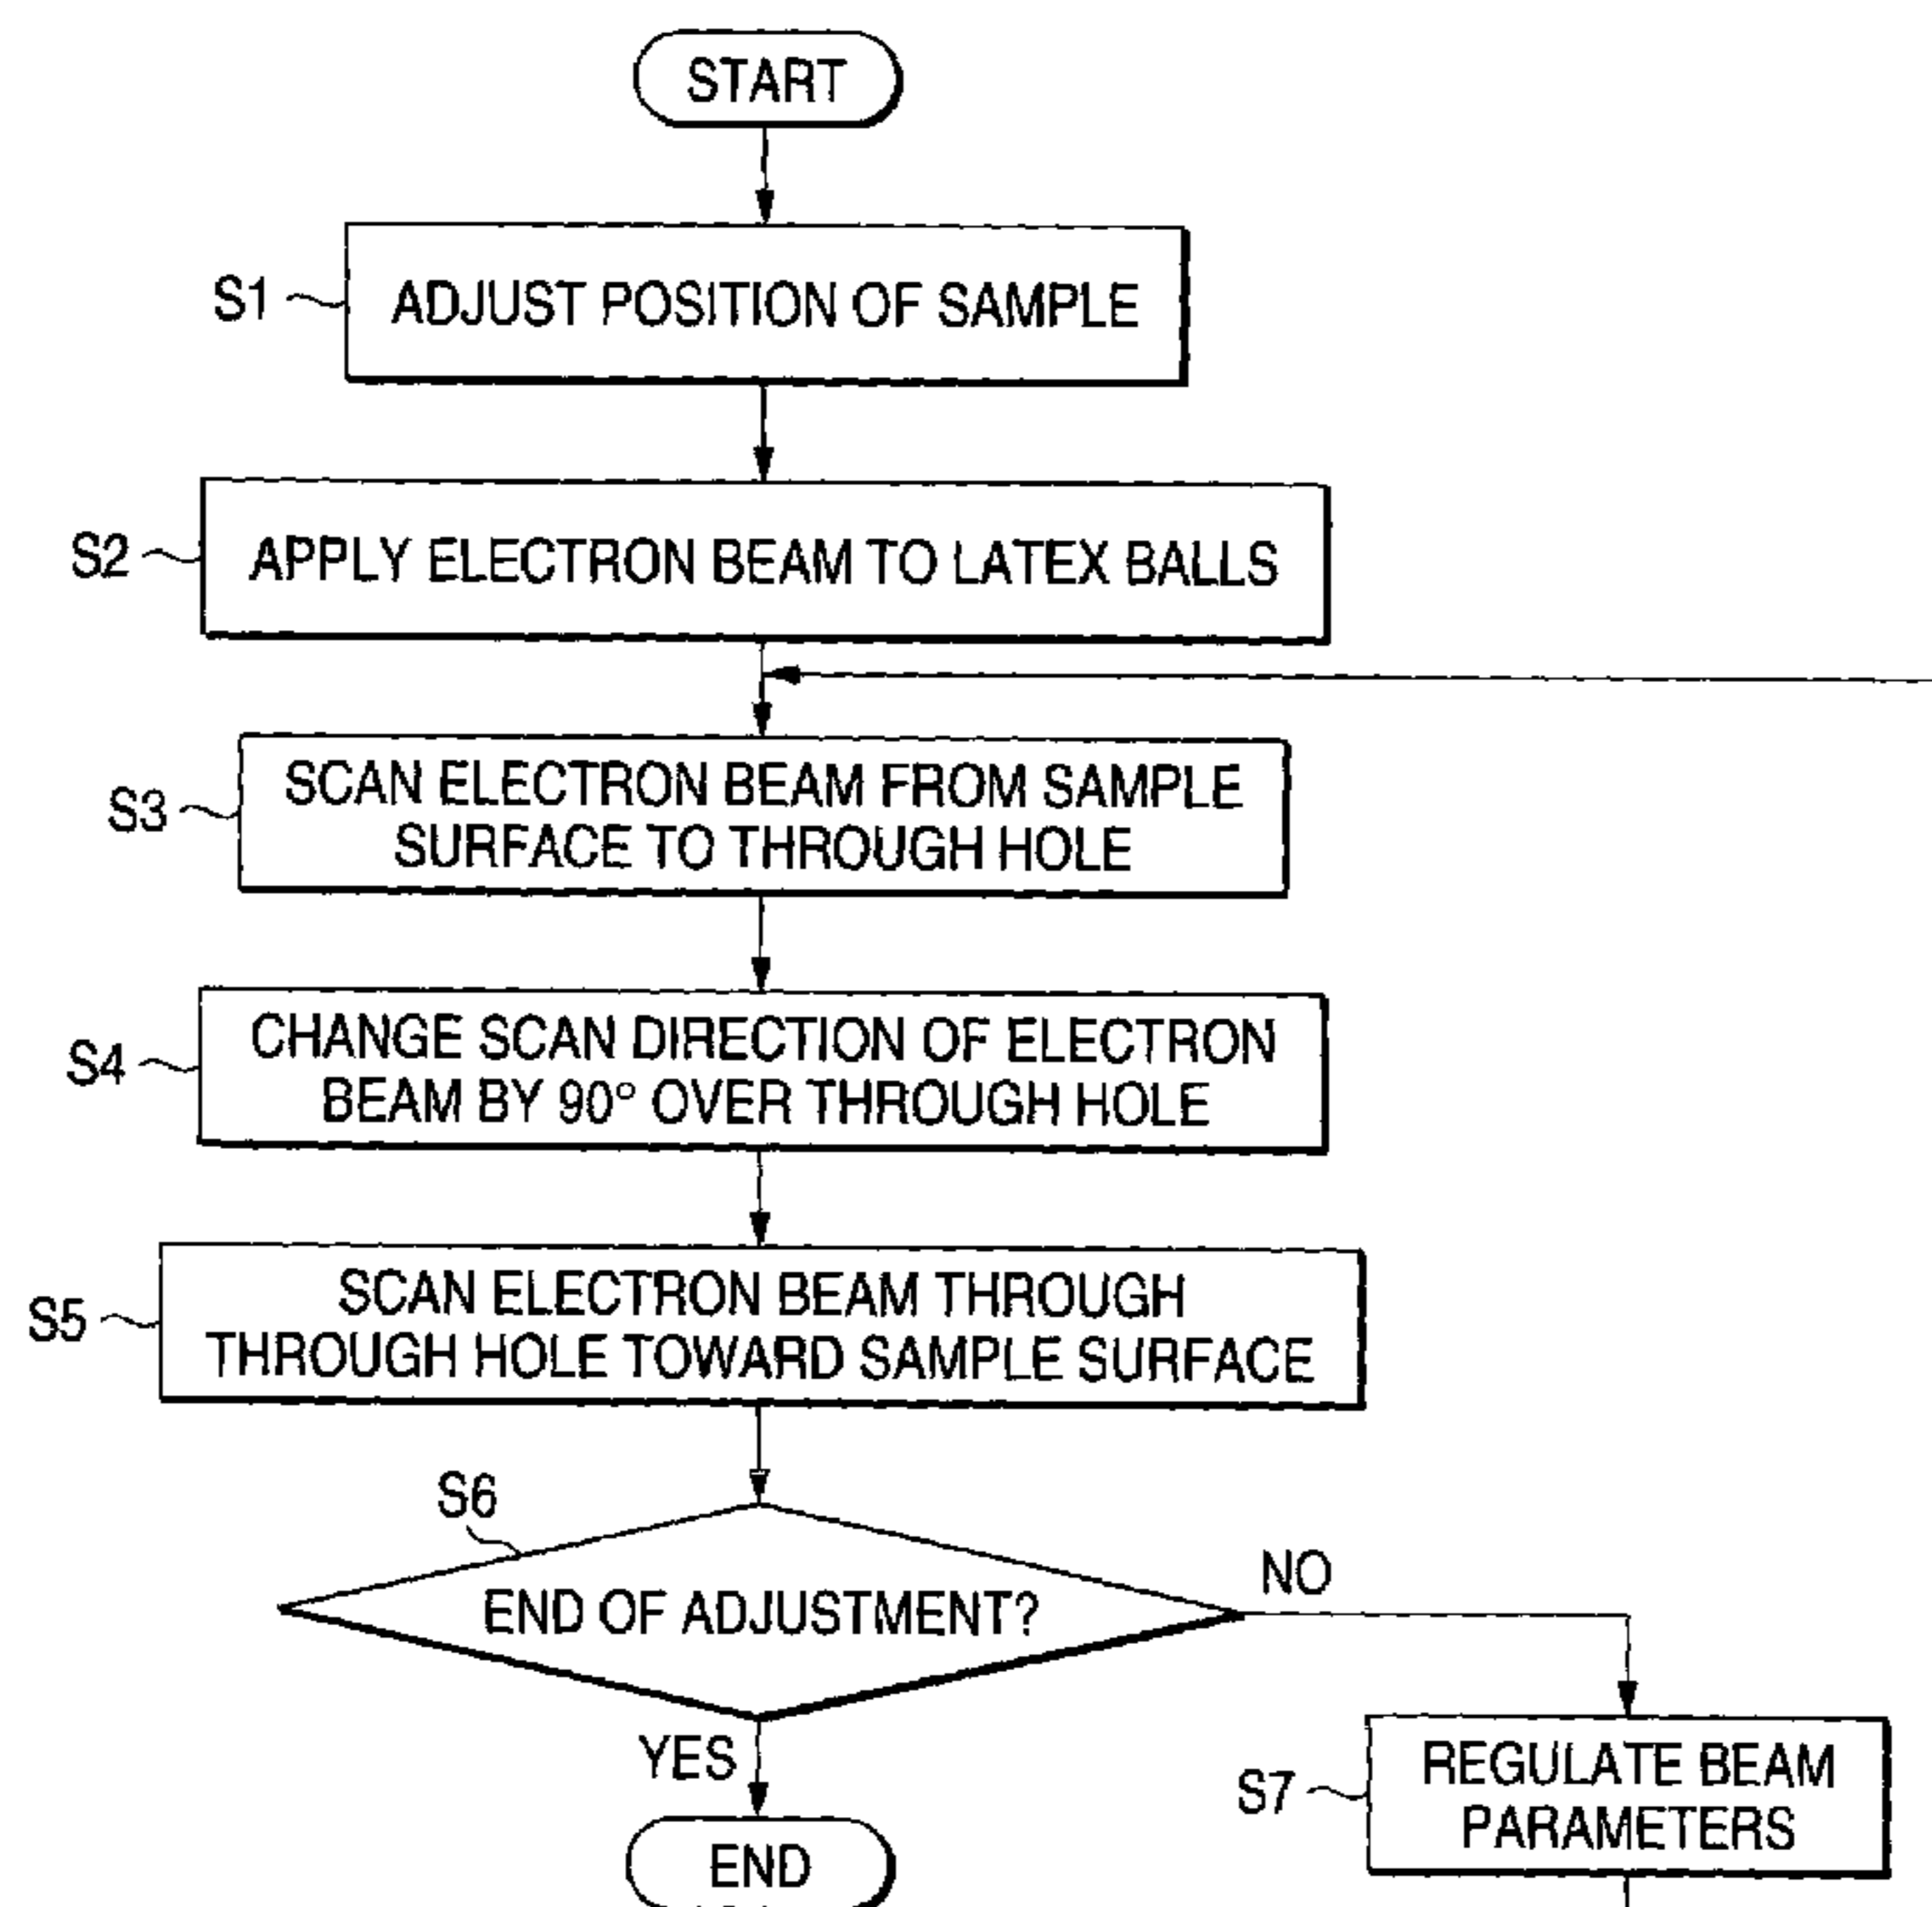 START
S1
ADJUST POSITION OF SAMPLE
S2
APPLY ELECTRON BEAM TO LATEX BALLS
S3
SCAN ELECTRON BEAM FROM SAMPLE
SURFACE TO THROUGH HOLE
S4
CHANGE SCAN DIRECTION OF ELECTRON
BEAM BY 90° OVER THROUGH HOLE
S5
SCAN ELECTRON BEAM THROUGH
THROUGH HOLE TOWARD SAMPLE SURFACE
S6
END OF ADJUSTMENT?
NO
YES
S7
REGULATE BEAM
PARAMETERS
END